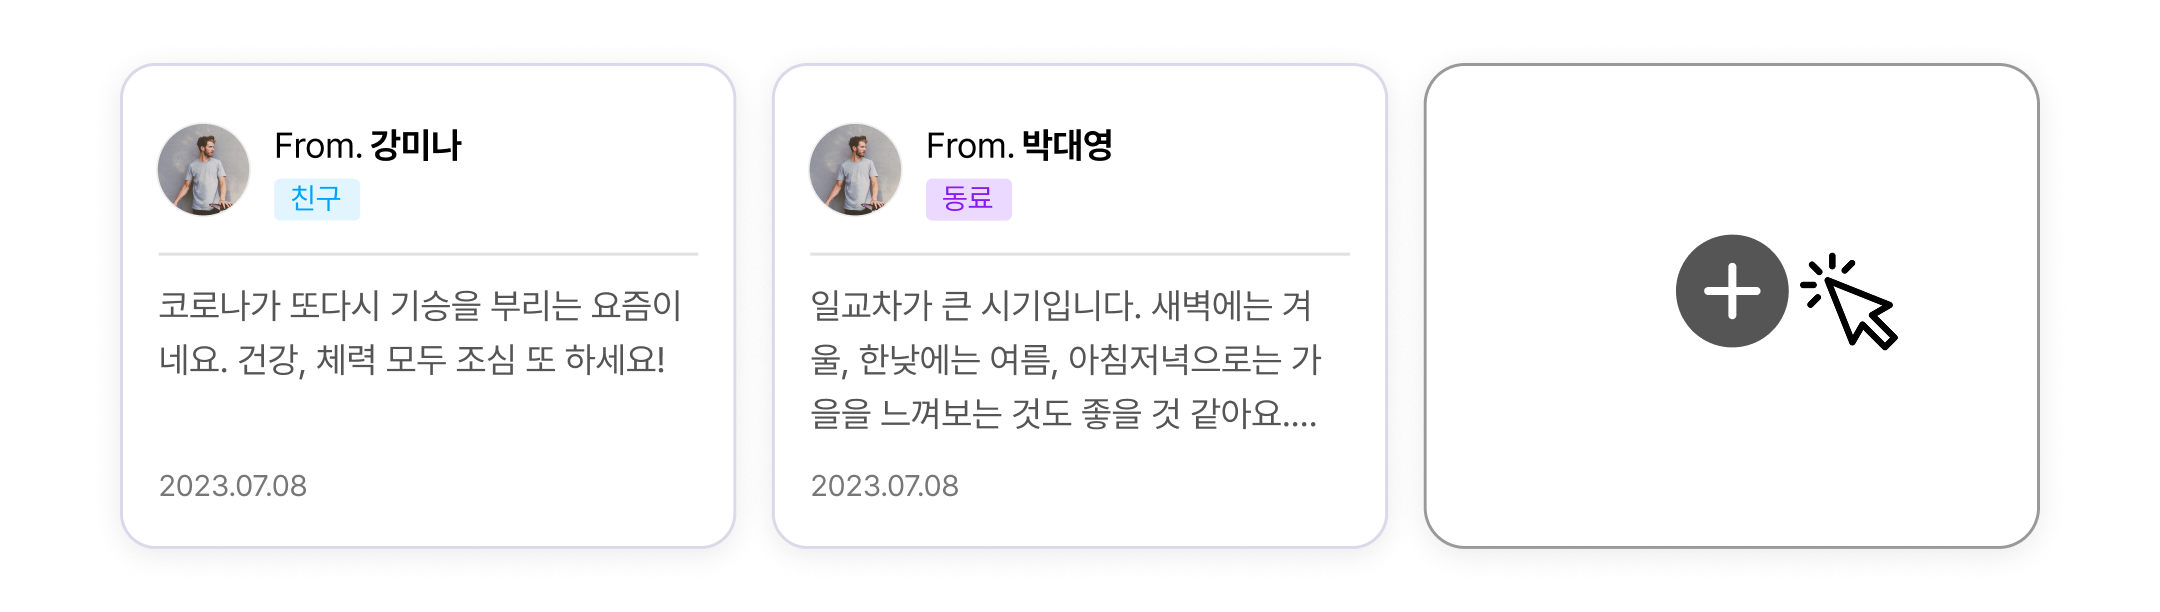 From. 강미나
친구
코로나가 또다시 기승을 부리는 요즘이
네요. 건강, 체력 모두 조심 또 하세요!
2023.07.08
From. 박대영
동료
일교차가 큰 시기입니다. 새벽에는 겨
울, 한낮에는 여름, 아침저녁으로는 가
을을 느껴보는 것도 좋을 것 같아요....
2023.07.08